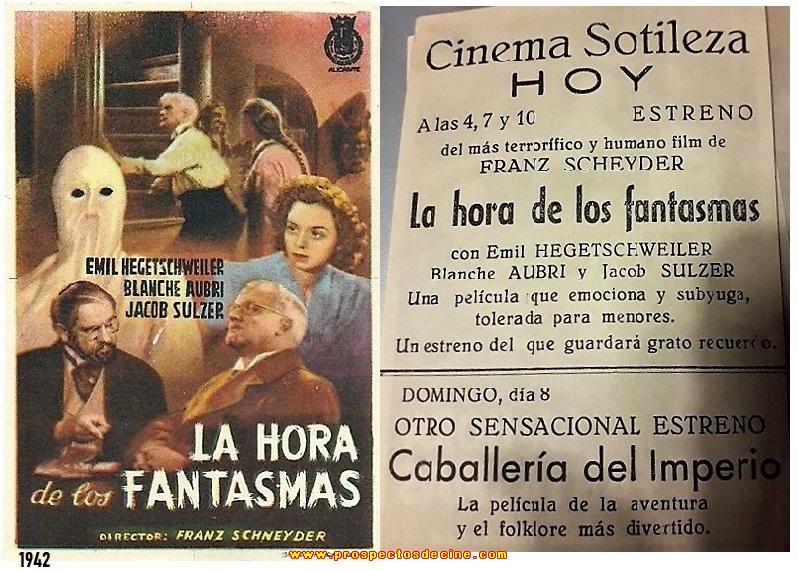 ALICANTE
EMIL HEGETSCHWEILER
BLANCHE AUBRI
JACOB SULZER
LA HORA
de los FANTASMAS
DIRECTOR: FRANZ SCHNEYDER
1942
Cinema Sotileza
HOY
A las 4, 7 y 10 ESTRENO
del más terrorífico y humano film de
FRANZ SCHEYDER
La hora de los fantasmas
con Emil HEGETSCHWEILER
Blanche AUBRI y Jacob SULZER
Una película que emociona y subyuga,
tolerada para menores.
Un estreno del que guardará grato recuerdo.
DOMINGO, día 8
OTRO SENSACIONAL ESTRENO
Caballería del Imperio
La película de la aventura
y el folklore más divertido.
www.prospectosdecine.com